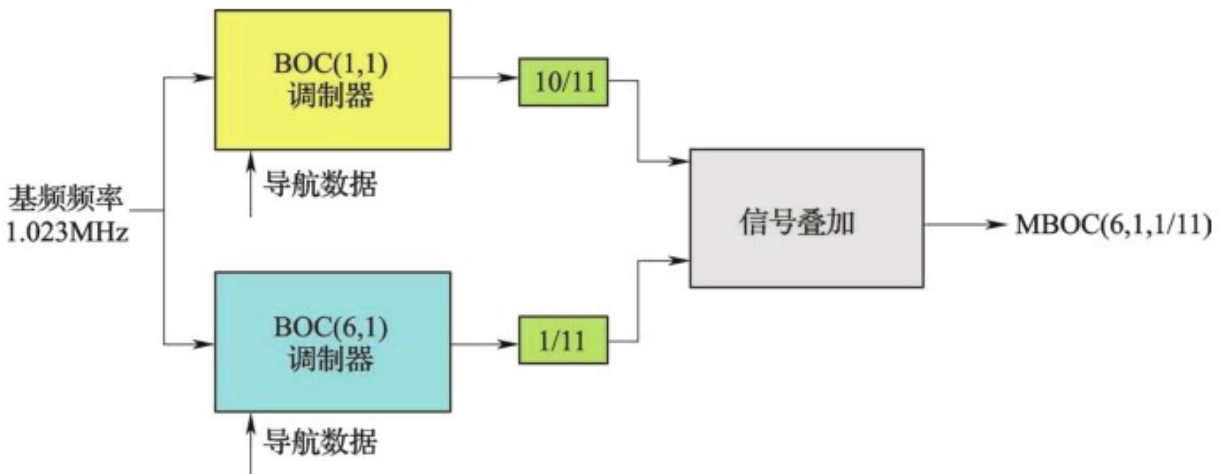 BOC(1,1)
调制器
10/11
导航数据
基频频率
1.023MHz
信号叠加
MBOC(6,1,1/11)
BOC(6,1)
调制器
1/11
导航数据